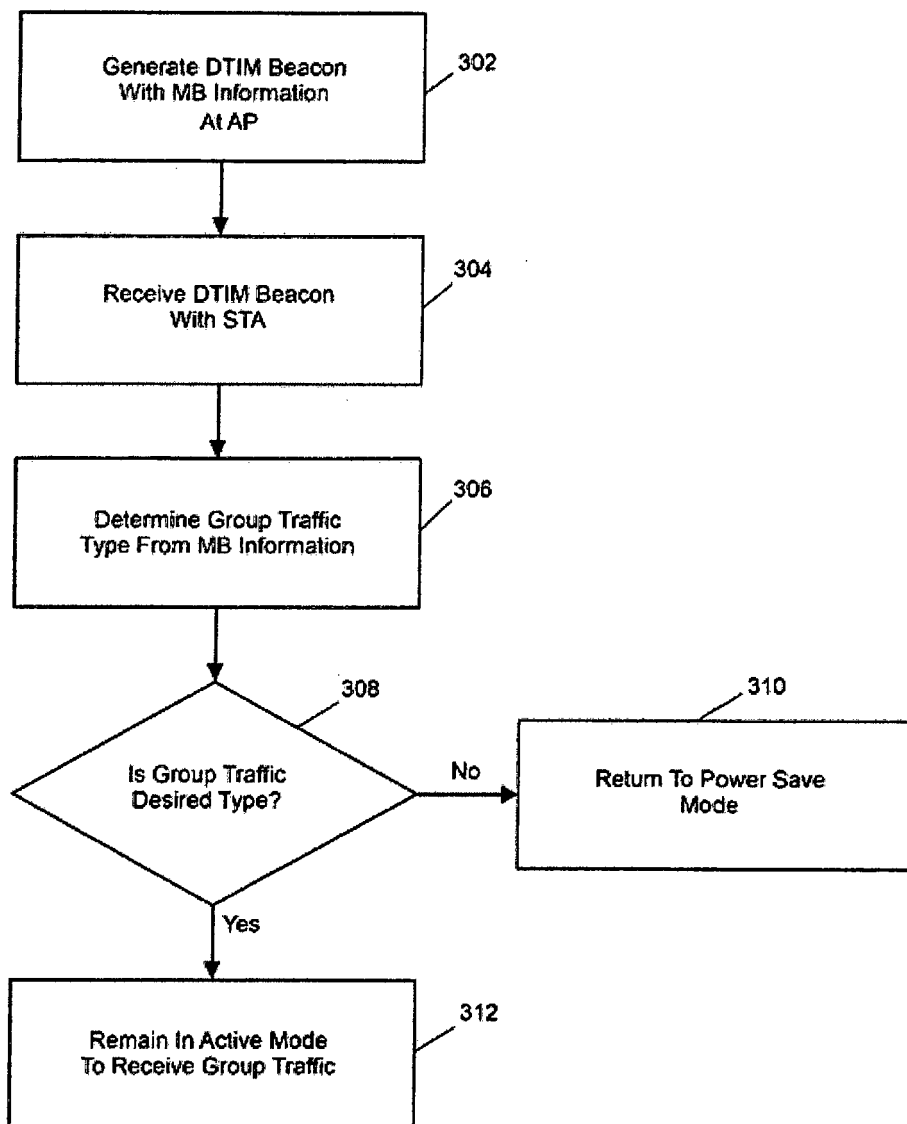 Generate DTIM Beacon
With MB Information
At AP
302
Receive DTIM Beacon
With STA
304
Determine Group Traffic
Type From MB Information
306
Is Group Traffic
Desired Type?
308
No
Return To Power Save
Mode
310
Yes
Remain In Active Mode
To Receive Group Traffic
312